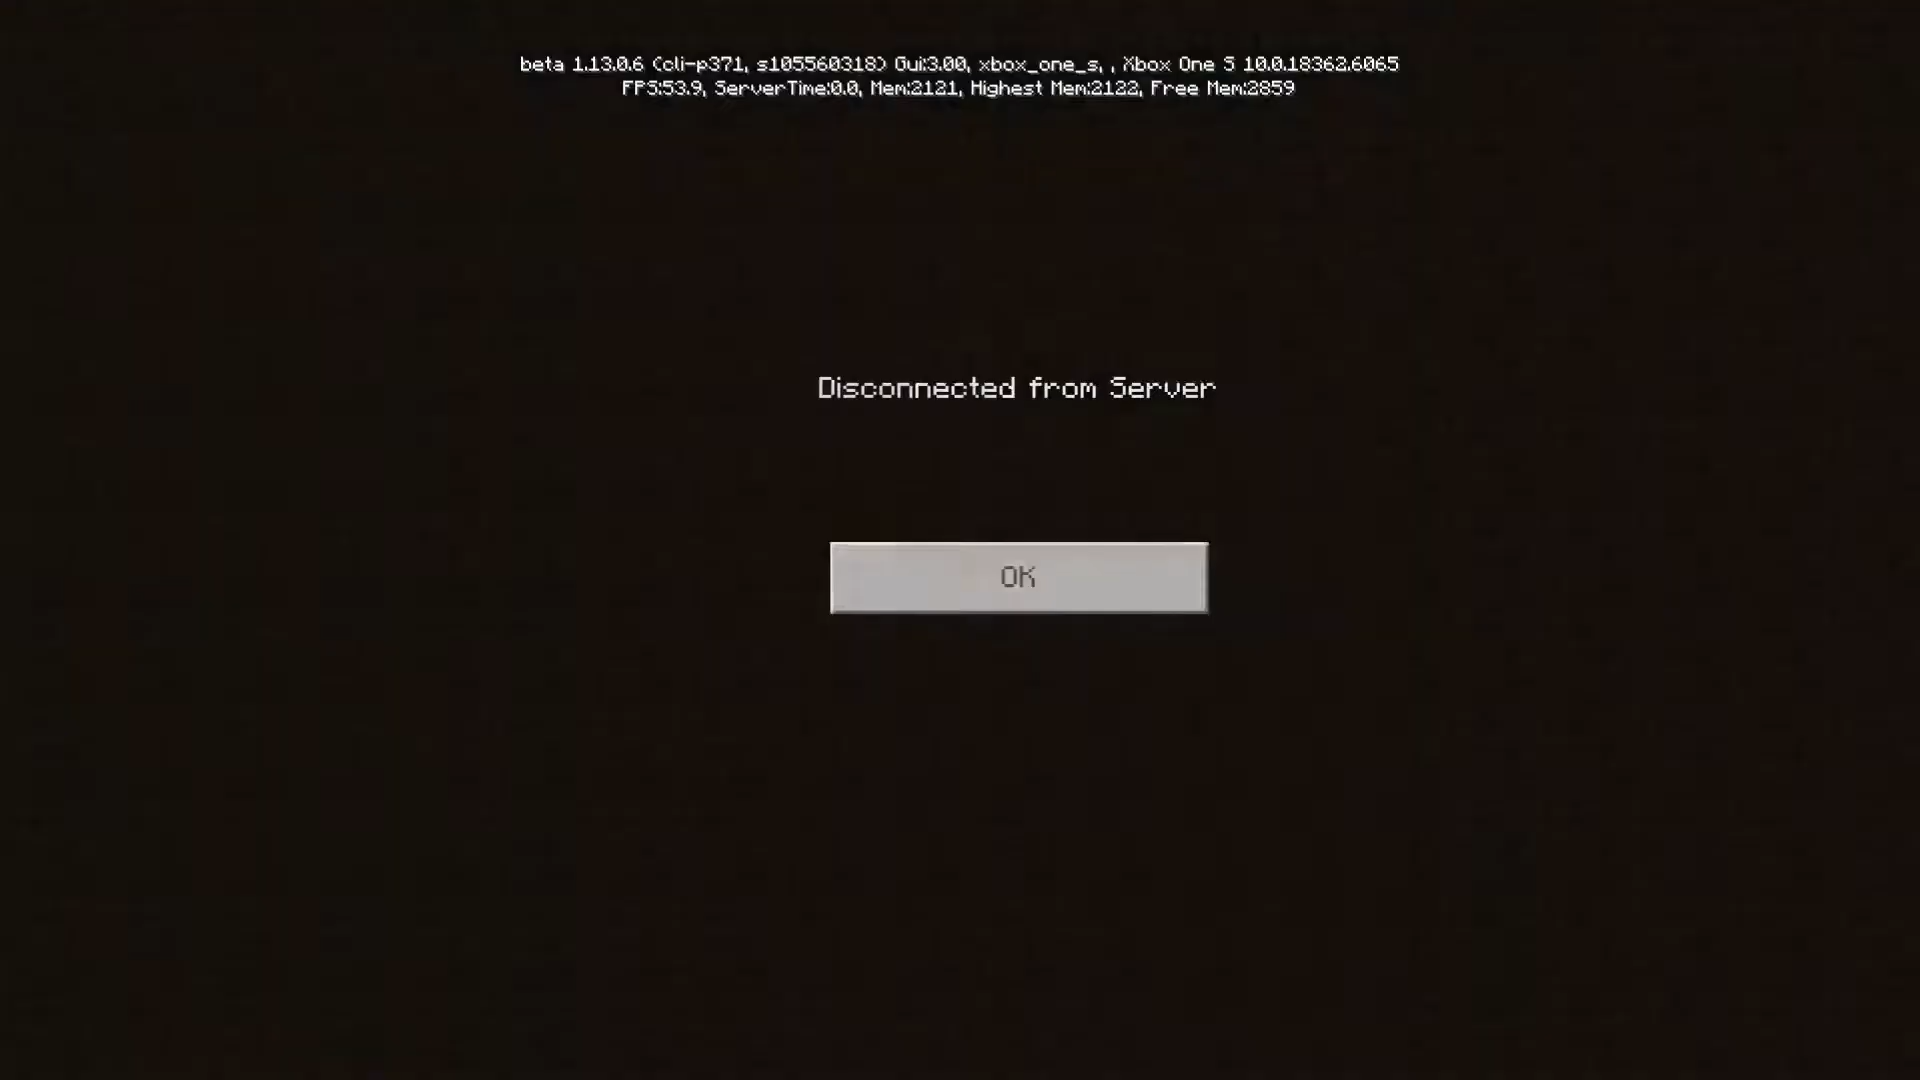 beta 1.13.0.6 (cli-p371, s105560318) Gui:3.00, xbox_one_s, , Xbox One S 10.0.18362.6065
FPS:53.9, ServerTime:0.0, Mem:2121, Highest Mem:2122, Free Mem:2859
Disconnected from Server
OK